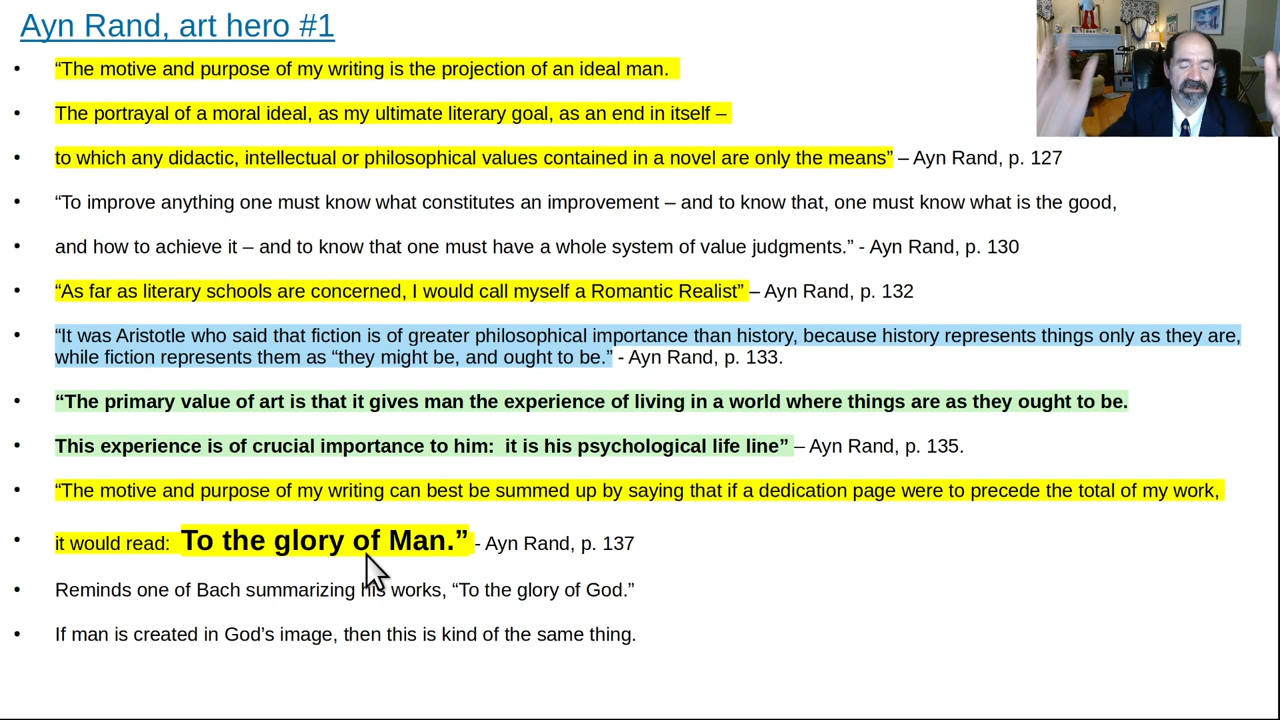 Ayn Rand, art hero #1
“The motive and purpose of my writing is the projection of an ideal man.
The portrayal of a moral ideal, as my ultimate literary goal, as an end in itself –
to which any didactic, intellectual or philosophical values contained in a novel are only the means” – Ayn Rand, p. 127
“To improve anything one must know what constitutes an improvement – and to know that, one must know what is the good,
and how to achieve it – and to know that one must have a whole system of value judgments.” - Ayn Rand, p. 130
“As far as literary schools are concerned, I would call myself a Romantic Realist” – Ayn Rand, p. 132
“It was Aristotle who said that fiction is of greater philosophical importance than history, because history represents things only as they are,
while fiction represents them as “they might be, and ought to be.” - Ayn Rand, p. 133.
“The primary value of art is that it gives man the experience of living in a world where things are as they ought to be.
This experience is of crucial importance to him:  it is his psychological life line” – Ayn Rand, p. 135.
“The motive and purpose of my writing can best be summed up by saying that if a dedication page were to precede the total of my work,
it would read:  To the glory of Man.” - Ayn Rand, p. 137
Reminds one of Bach summarizing his works, “To the glory of God.”
If man is created in God’s image, then this is kind of the same thing.